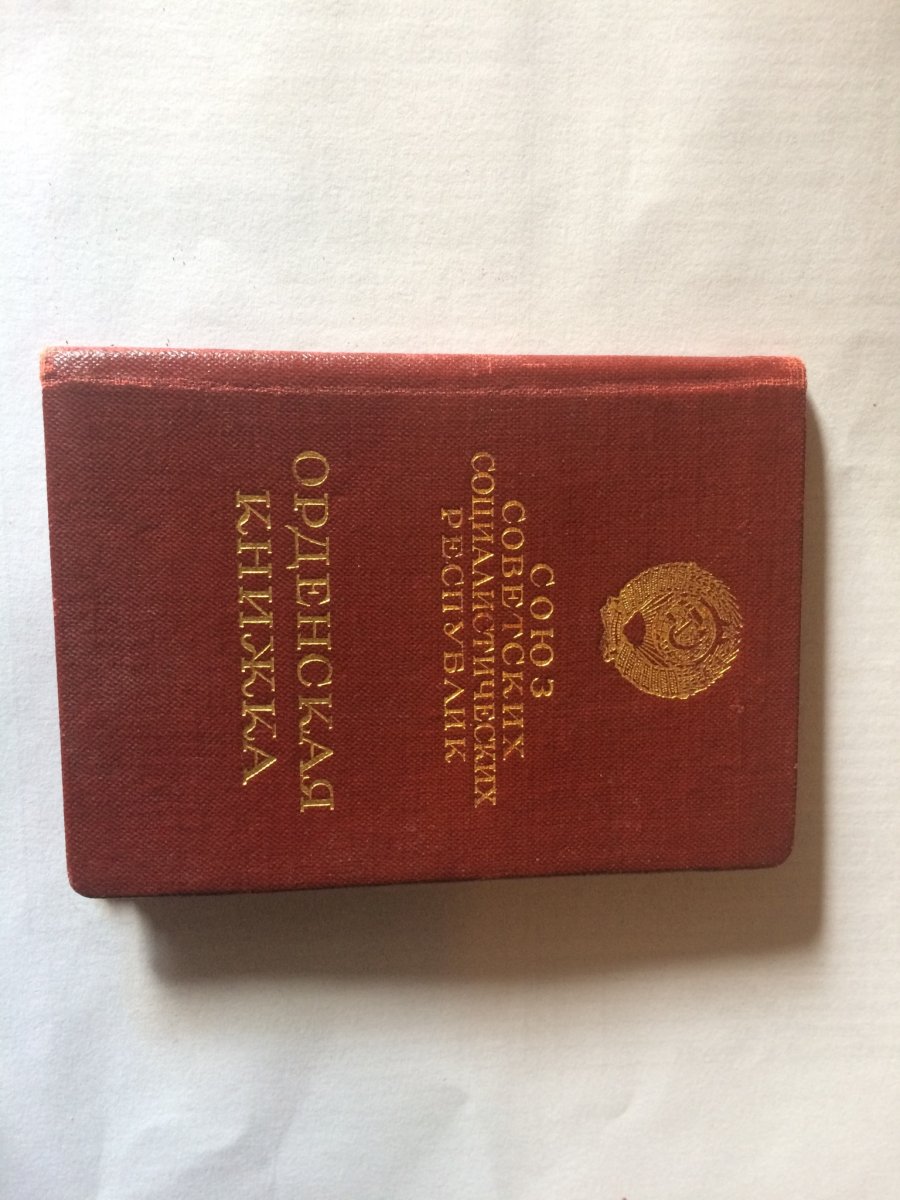 СОЮЗ
СОВЕТСКИХ
СОЦИАЛИСТИЧЕСКИХ
РЕСПУБЛИК
ОРДЕНСКАЯ
КНИЖКА